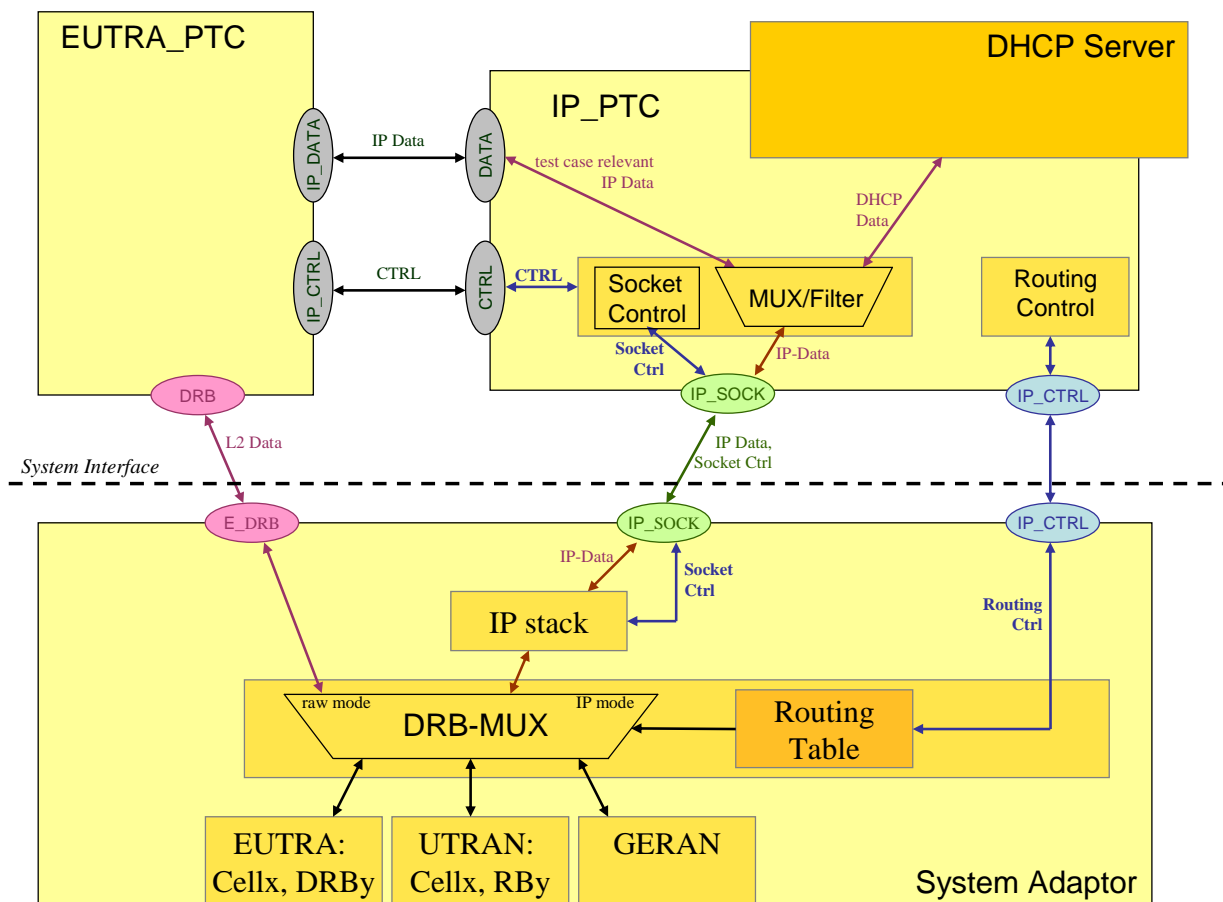 EUTRA_PTC
DHCP Server
IP_PTC
IP_DATA
IP Data
DATA
test case relevant
IP Data
DHCP
Data
IP_CTRL
CTRL
CTRL
CTRL
Socket
Control
MUX/Filter
Routing
Control
Socket
Ctrl
IP-Data
DRB
IP_SOCK
IP_CTRL
L2 Data
IP Data,
Socket Ctrl
System Interface
E_DRB
IP_SOCK
IP_CTRL
IP-Data
Socket
Ctrl
IP stack
Routing
Ctrl
raw mode
IP mode
DRB-MUX
Routing
Table
EUTRA:
Cellx, DRBy
UTRAN:
Cellx, RBy
GERAN
System Adaptor